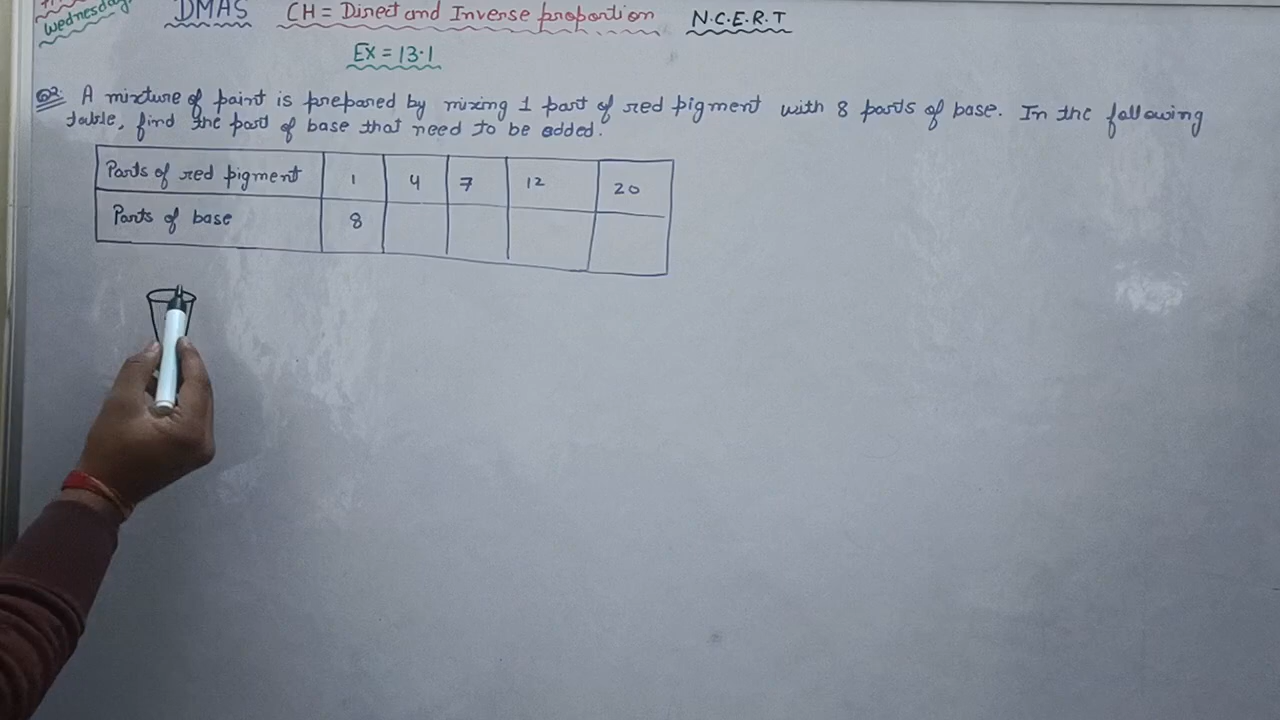 Wednesday
DMAS CH = Direct and Inverse proportion N.C.E.R.T
EX = 13.1
Q2. A mixture of paint is prepared by mixing 1 part of red pigment with 8 parts of base. In the following
table, find the part of base that need to be added.
Parts of red pigment 1 4 7 12 20
Parts of base 8